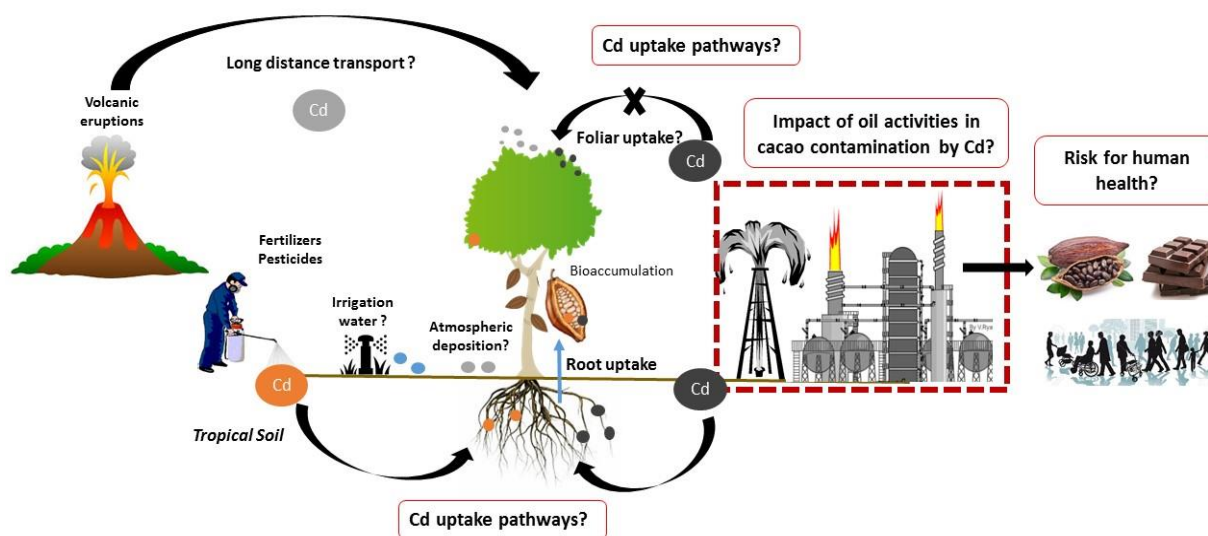 Cd uptake pathways?
Long distance transport ?
Cd
Volcanic
eruptions
Foliar uptake?
Cd
Impact of oil activities in
cacao contamination by Cd?
Risk for human
health?
Fertilizers
Pesticides
Bioaccumulation
Irrigation
water ?
Atmospheric
deposition?
Root uptake
By V.Rya
Cd
Cd
Tropical Soil
Cd uptake pathways?